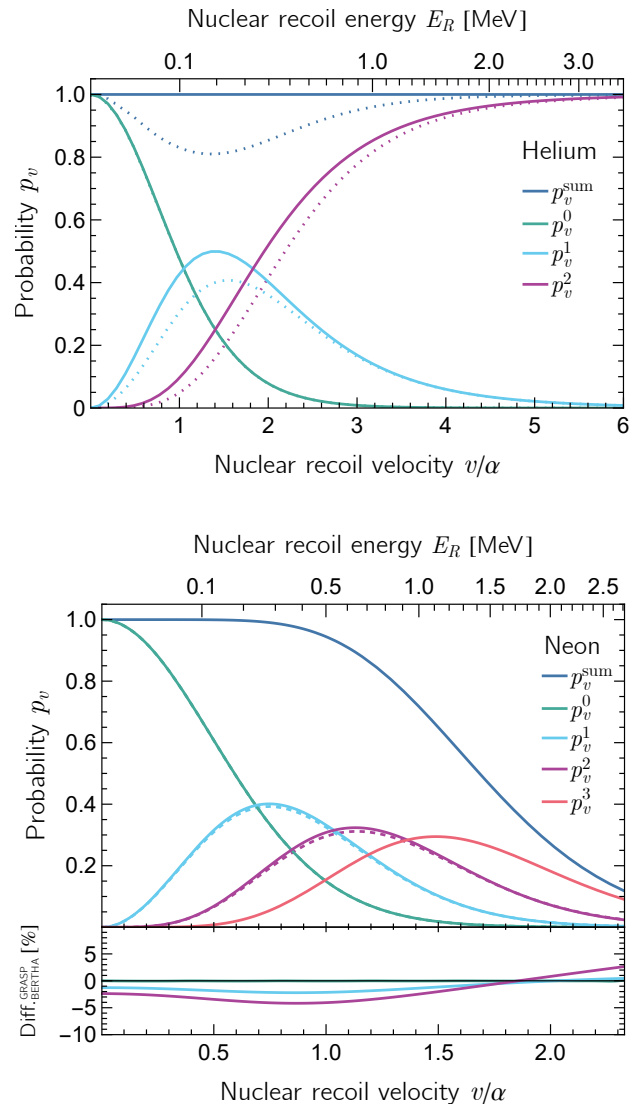 Nuclear recoil energy E_R [MeV]
0.1 1.0 2.0 3.0
1.0
0.8
0.6
0.4
0.2
0
Probability p_v
Helium
p_v^sum
p_v^0
p_v^1
p_v^2
1 2 3 4 5 6
Nuclear recoil velocity v/α
Nuclear recoil energy E_R [MeV]
0.1 0.5 1.0 1.5 2.0 2.5
1.0
0.8
0.6
0.4
0.2
Probability p_v
Neon
p_v^sum
p_v^0
p_v^1
p_v^2
p_v^3
5
0
−5
−10
Diff. GRASP BERTHA [%]
0.5 1.0 1.5 2.0
Nuclear recoil velocity v/α